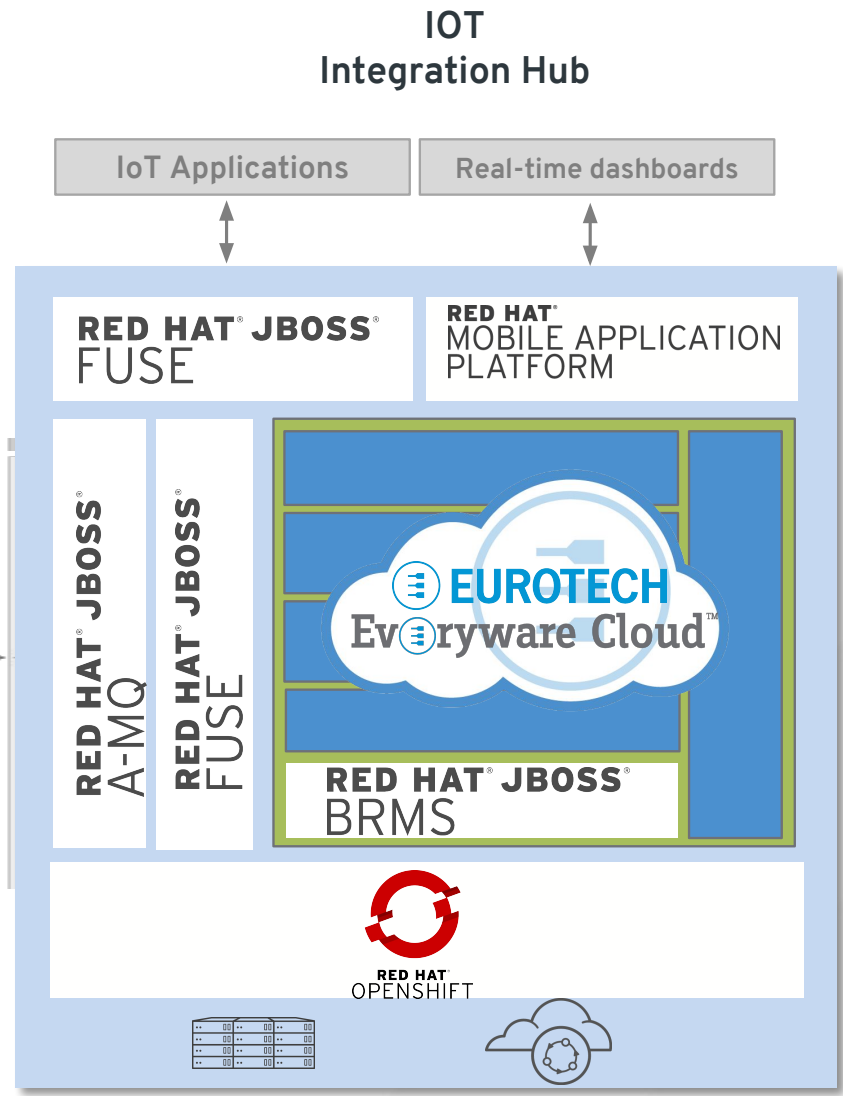 IOT
Integration Hub
IoT Applications
Real-time dashboards
RED HAT® JBOSS®
FUSE
RED HAT®
MOBILE APPLICATION
PLATFORM
RED HAT® JBOSS®
A-MQ
RED HAT® JBOSS®
FUSE
EUROTECH
Everyware Cloud™
RED HAT® JBOSS®
BRMS
RED HAT®
OPENSHIFT